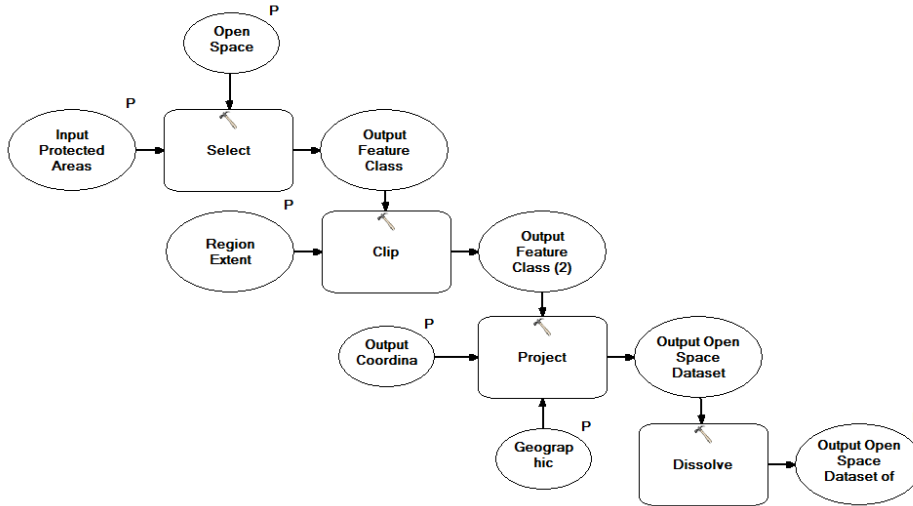 P
Open
Space
P
Input
Protected
Areas
Select
Output
Feature
Class
P
Region
Extent
Clip
Output
Feature
Class (2)
P
Output
Coordina
Project
Output Open
Space
Dataset
P
Geograp
hic
Dissolve
Output Open
Space
Dataset of